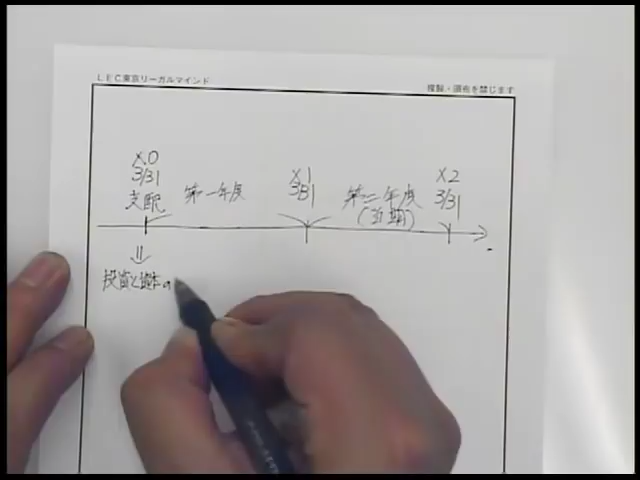 LEC東京リーガルマインド
複製・頒布を禁じます
X0
3/31
支配
第一年度
X1
3/31
第二年度
(当期)
X2
3/31
投資と資本の